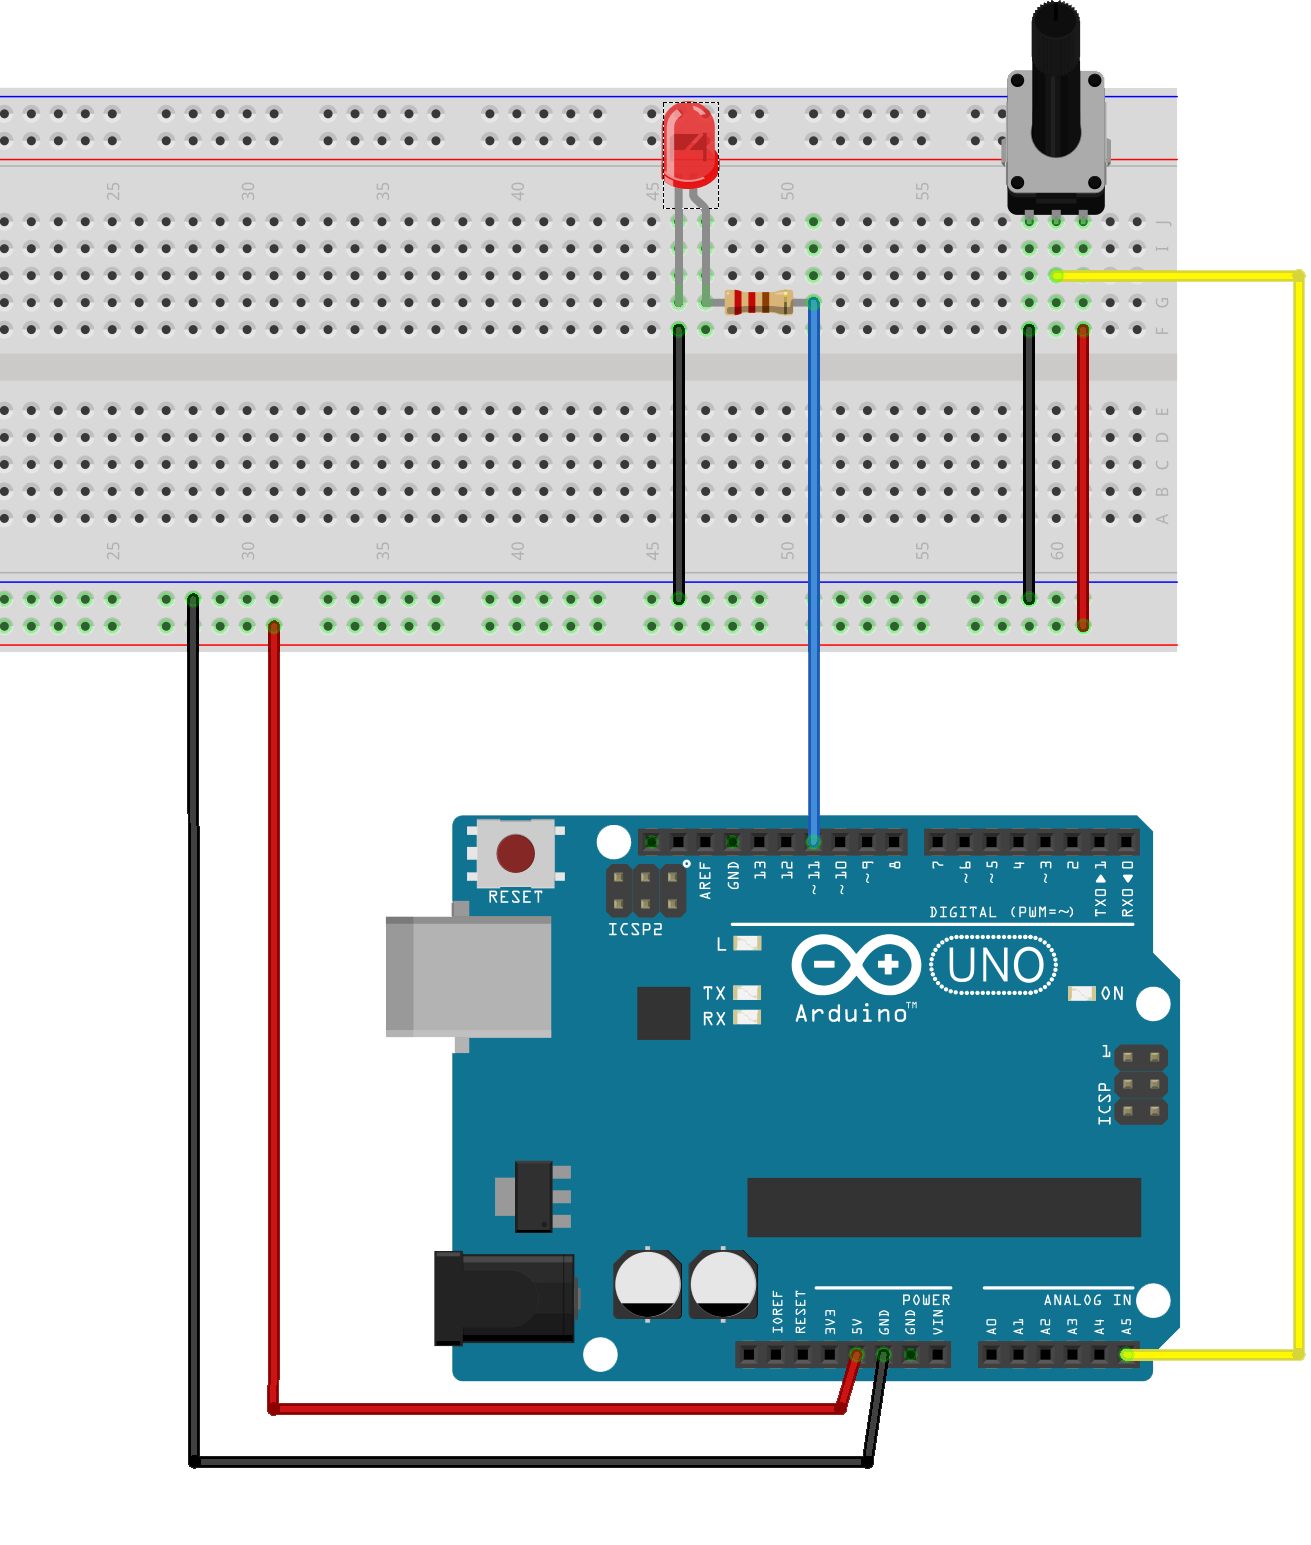 25 30 35 40 45 50 55
J
I
G
F
E
D
C
B
A
25 30 35 40 45 50 55 60
RESET
ICSP2
AREF
GND
13
12
~11
~10
~9
8
7
~6
~5
4
~3
2
TX0▶1
RX0◀0
DIGITAL (PWM=~)
L
TX
RX
UNO
ON
Arduino™
1
ICSP
POWER
ANALOG IN
IOREF
RESET
3V3
5V
GND
GND
VIN
A0
A1
A2
A3
A4
A5